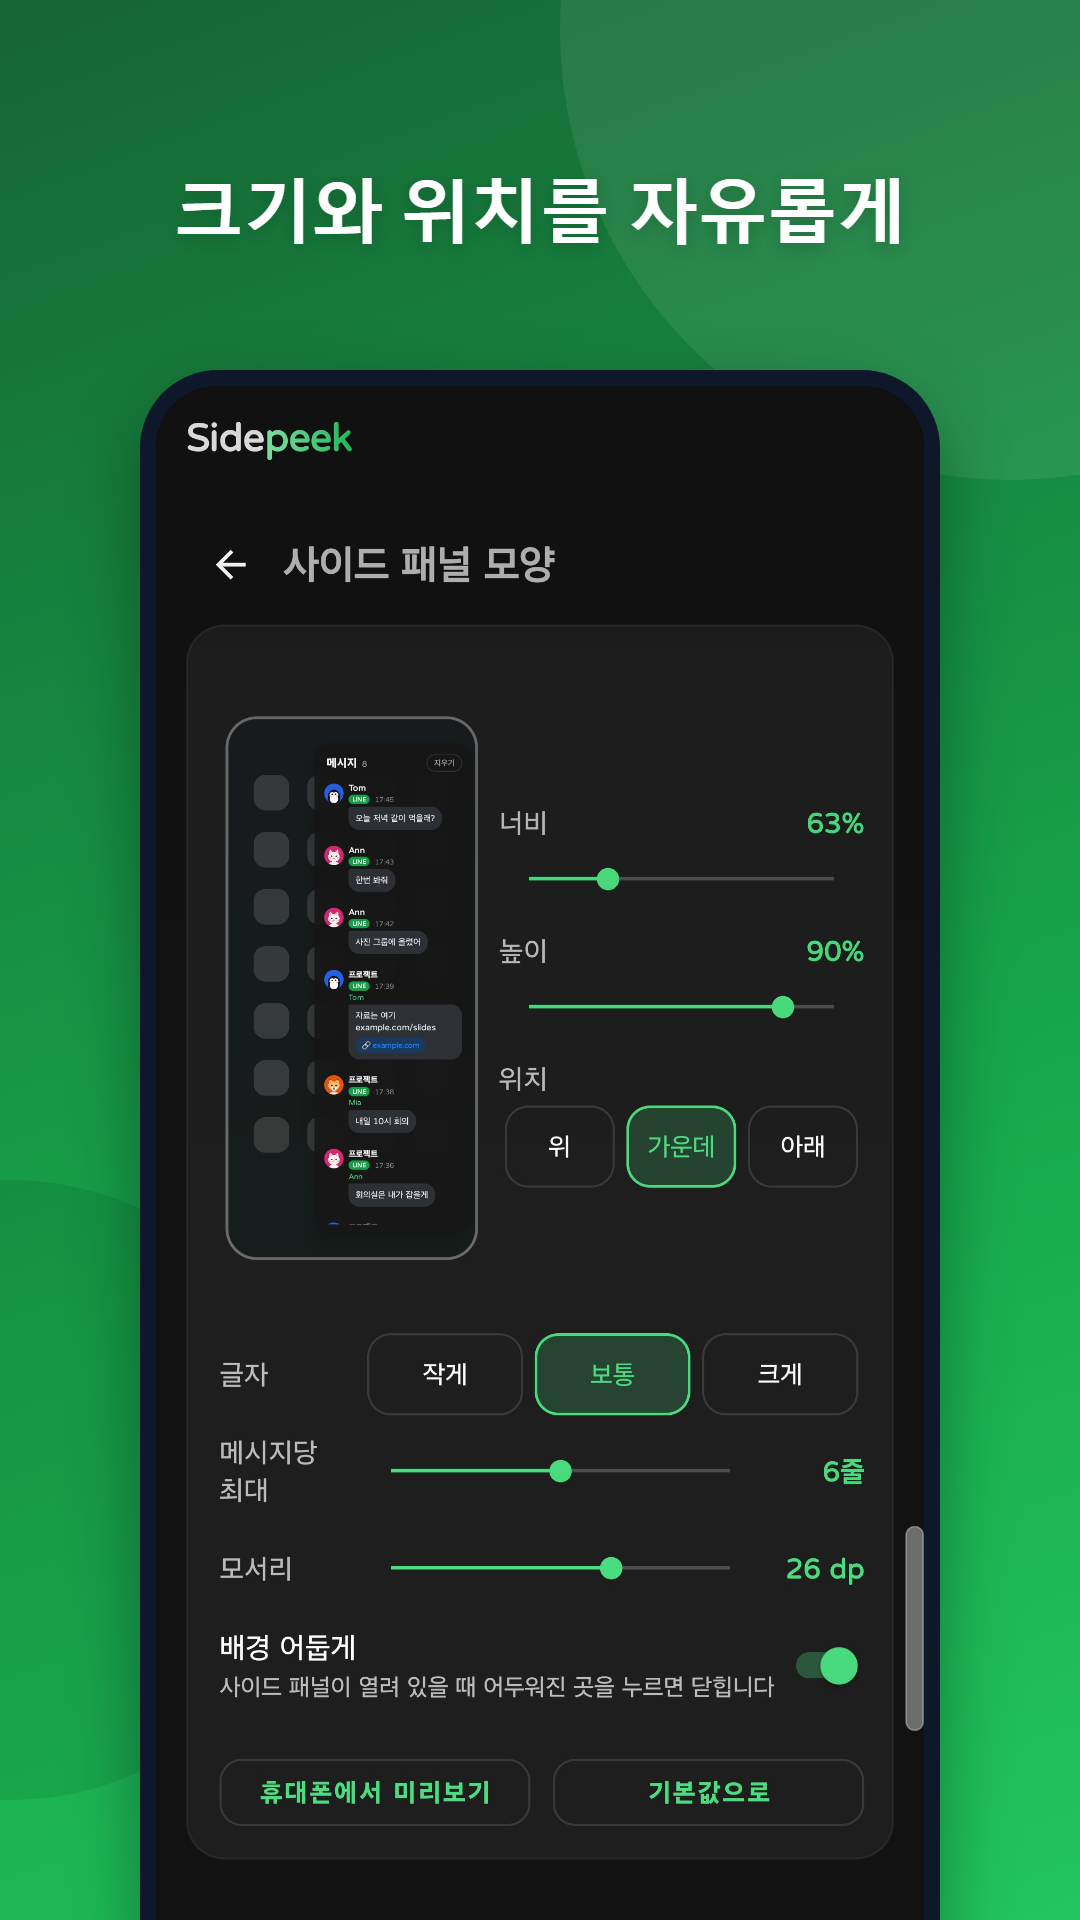 크기와 위치를 자유롭게
Sidepeek
사이드 패널 모양
메시지 8
지우기
Tom
LINE 17:45
오늘 저녁 같이 먹을래?
Ann
LINE 17:43
한번 봐줘
Ann
LINE 17:42
사진 그룹에 올렸어
프로젝트
LINE 17:39
Tom
자료는 여기
example.com/slides
example.com
프로젝트
LINE 17:38
Mia
내일 10시 회의
프로젝트
LINE 17:36
Ann
회의실은 내가 잡을게
너비 63%
높이 90%
위치
위 가운데 아래
글자 작게 보통 크게
메시지당
최대
6줄
모서리 26 dp
배경 어둡게
사이드 패널이 열려 있을 때 어두워진 곳을 누르면 닫힙니다
휴대폰에서 미리보기 기본값으로